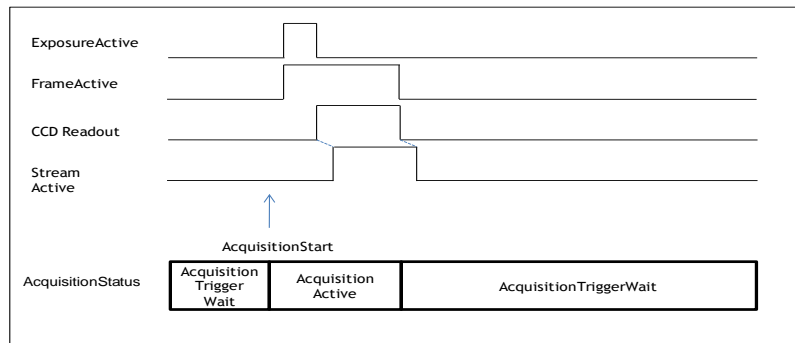 ExposureActive
FrameActive
CCD Readout
Stream
Active
AcquisitionStart
AcquisitionStatus
Acquisition
Trigger
Wait
Acquisition
Active
AcquisitionTriggerWait